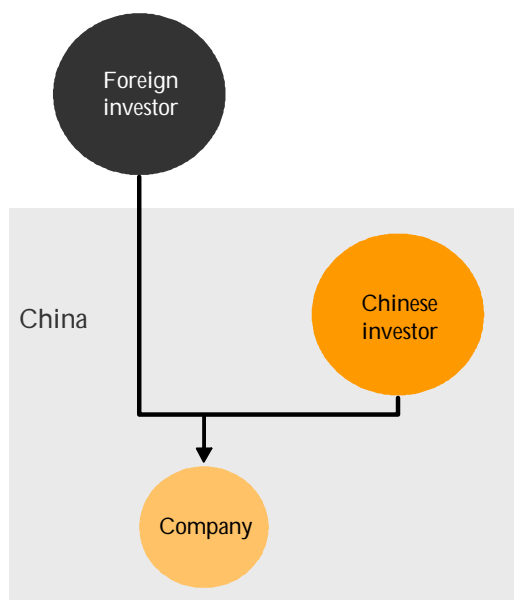 Foreign
investor
China
Chinese
investor
Company